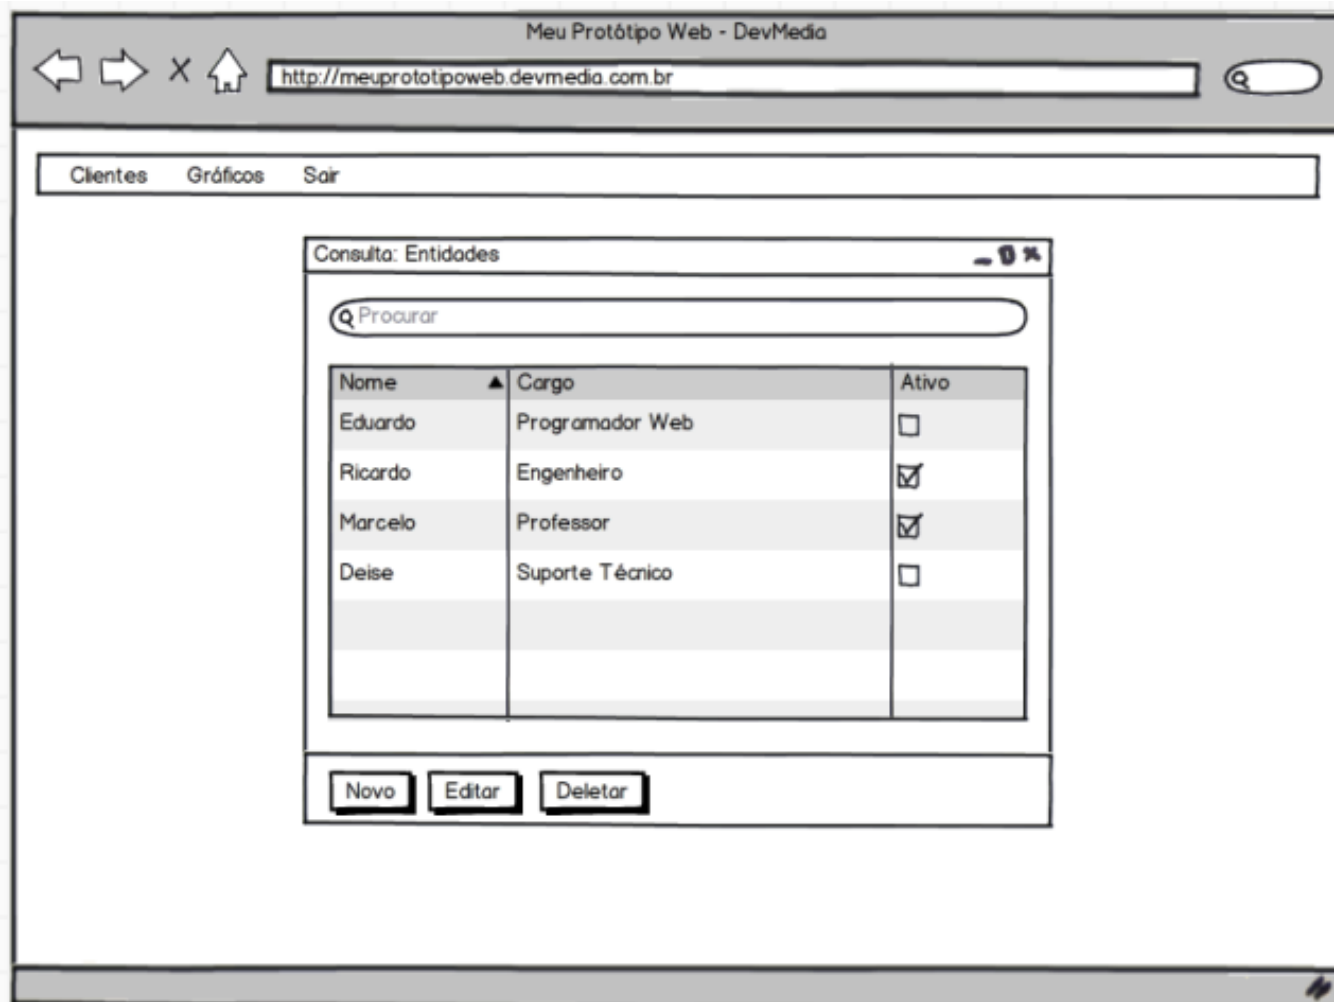 Meu Protótipo Web - DevMedia
http://meuprototipoweb.devmedia.com.br
Clientes Gráficos Sair
Consulta: Entidades
Procurar
Nome Cargo Ativo
Eduardo Programador Web
Ricardo Engenheiro
Marcelo Professor
Deise Suporte Técnico
Novo Editar Deletar